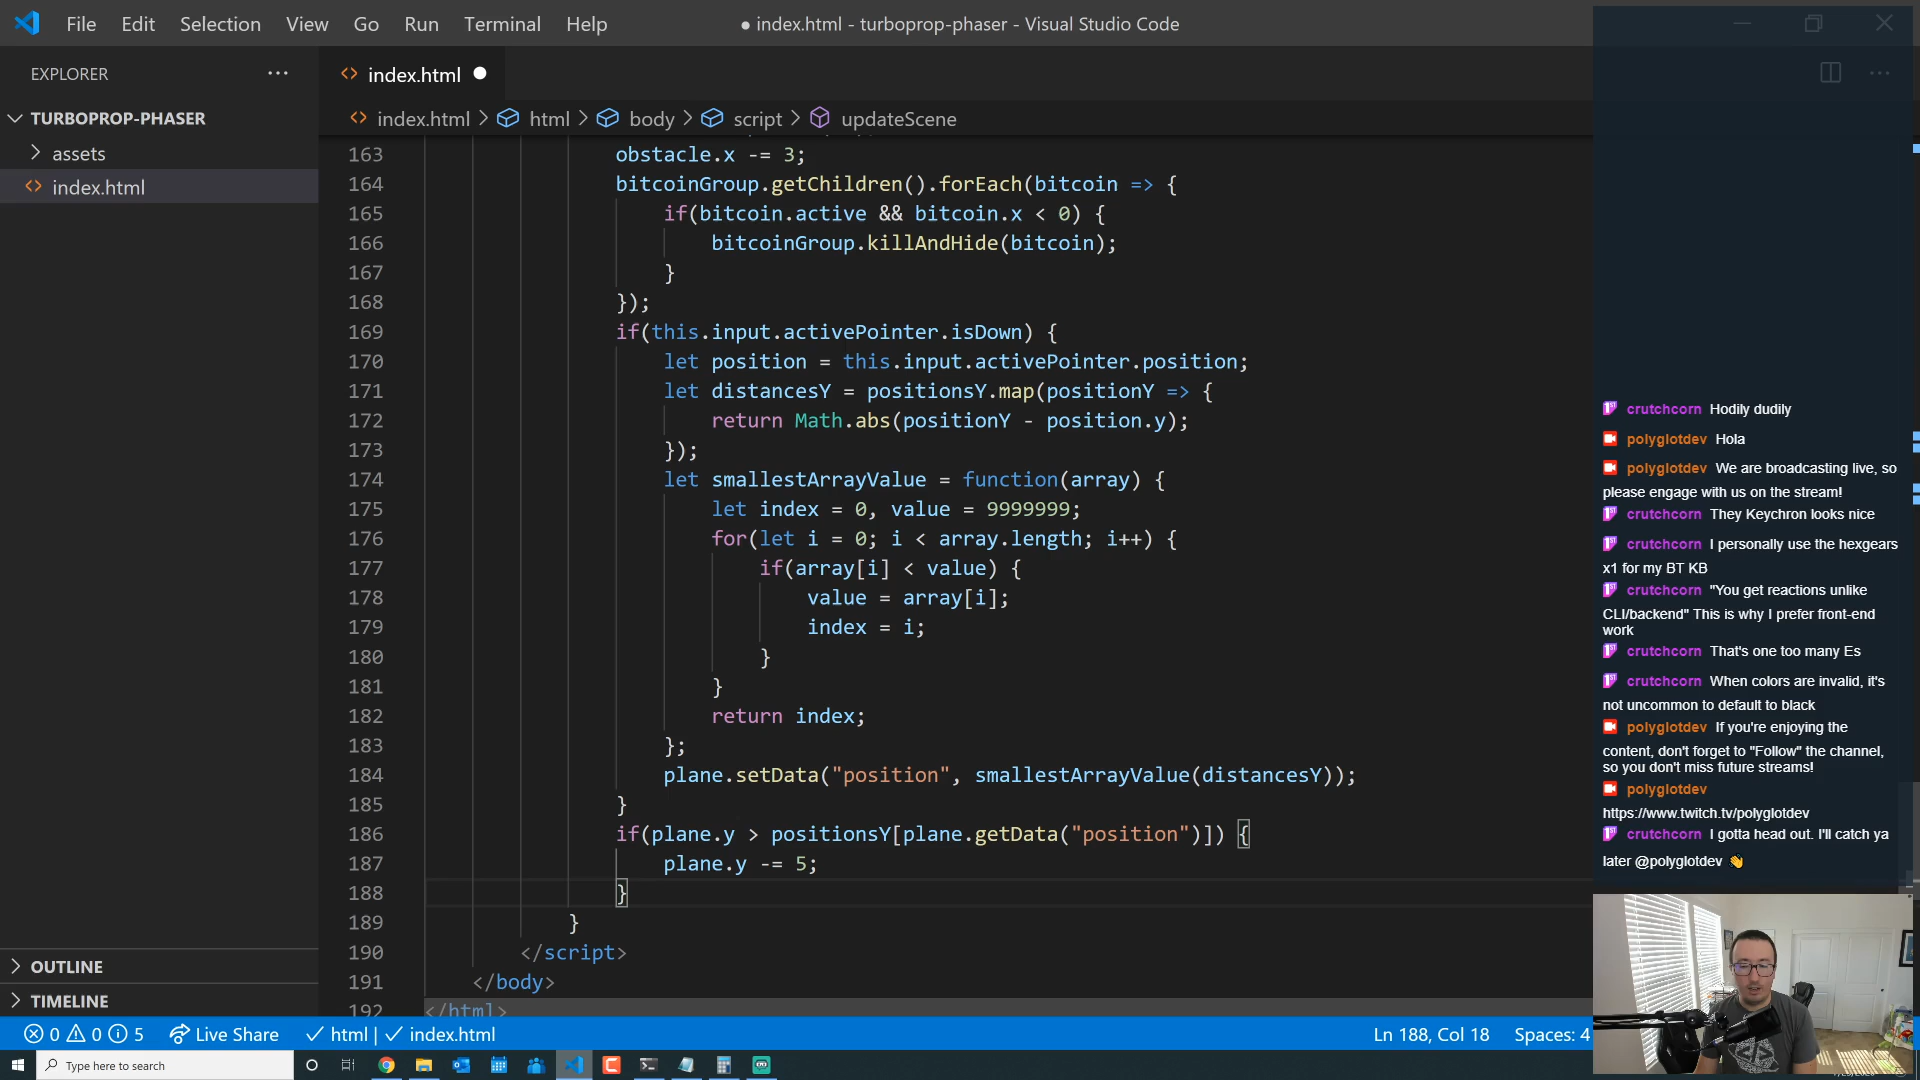 File Edit Selection View Go Run Terminal Help
● index.html - turboprop-phaser - Visual Studio Code
EXPLORER
index.html
TURBOPROP-PHASER
index.html > html > body > script > updateScene
assets
index.html
163 obstacle.x -= 3;
164 bitcoinGroup.getChildren().forEach(bitcoin => {
165 if(bitcoin.active && bitcoin.x < 0) {
166 bitcoinGroup.killAndHide(bitcoin);
167 }
168 });
169 if(this.input.activePointer.isDown) {
170 let position = this.input.activePointer.position;
171 let distancesY = positionsY.map(positionY => {
172 return Math.abs(positionY - position.y);
173 });
174 let smallestArrayValue = function(array) {
175 let index = 0, value = 9999999;
176 for(let i = 0; i < array.length; i++) {
177 if(array[i] < value) {
178 value = array[i];
179 index = i;
180 }
181 }
182 return index;
183 };
184 plane.setData("position", smallestArrayValue(distancesY));
185 }
186 if(plane.y > positionsY[plane.getData("position")]) {
187 plane.y -= 5;
188 }
189 }
190 </script>
191 </body>
192 </html>
OUTLINE
TIMELINE
0 0 5 Live Share html | index.html
Ln 188, Col 18 Spaces: 4
Type here to search
crutchcorn Hodily dudily
polyglotdev Hola
polyglotdev We are broadcasting live, so
please engage with us on the stream!
crutchcorn They Keychron looks nice
crutchcorn I personally use the hexgears
x1 for my BT KB
crutchcorn "You get reactions unlike
CLI/backend" This is why I prefer front-end
work
crutchcorn That's one too many Es
crutchcorn When colors are invalid, it's
not uncommon to default to black
polyglotdev If you're enjoying the
content, don't forget to "Follow" the channel,
so you don't miss future streams!
polyglotdev
https://www.twitch.tv/polyglotdev
crutchcorn I gotta head out. I'll catch ya
later @polyglotdev 👋